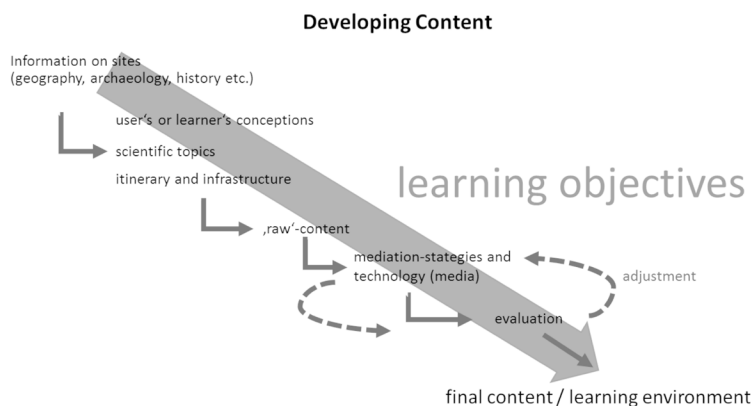 Developing Content
Information on sites
(geography, archaeology, history etc.)
user‘s or learner‘s conceptions
scientific topics
itinerary and infrastructure
learning objectives
‚raw‘-content
mediation-stategies and
technology (media)
adjustment
evaluation
final content / learning environment